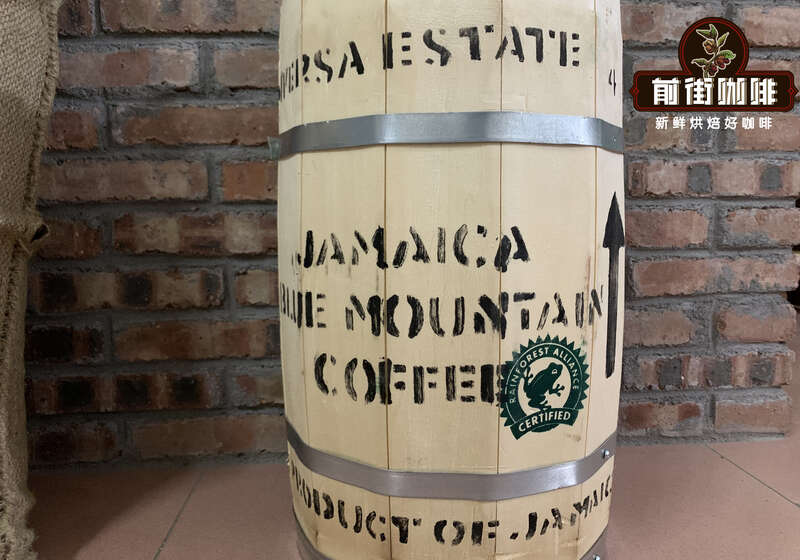 前街咖啡
新鲜烘焙好咖啡
ESTATE 4
JAMAICA
BLUE MOUNTAIN
COFFEE
RAINFOREST ALLIANCE
CERTIFIED
PRODUCT OF JAMAICA